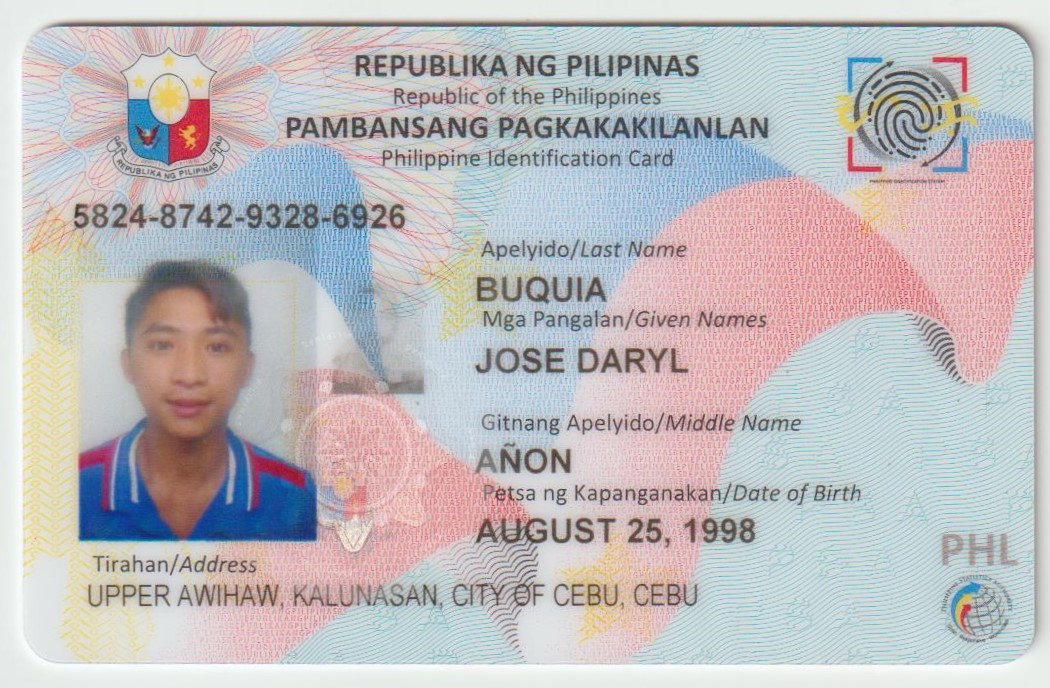 REPUBLIKA NG PILIPINAS
Republic of the Philippines
PAMBANSANG PAGKAKAKILANLAN
Philippine Identification Card
REPUBLIKA NG PILIPINAS
5824-8742-9328-6926
Apelyido/Last Name
BUQUIA
Mga Pangalan/Given Names
JOSE DARYL
Gitnang Apelyido/Middle Name
AÑON
Petsa ng Kapanganakan/Date of Birth
AUGUST 25, 1998
Tirahan/Address
UPPER AWIHAW, KALUNASAN, CITY OF CEBU, CEBU
PHL